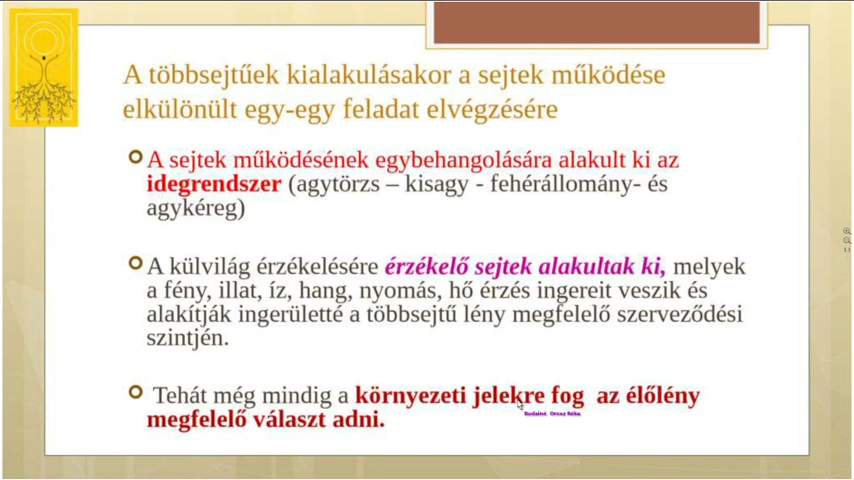 A többsejtűek kialakulásakor a sejtek működése
elkülönült egy-egy feladat elvégzésére
A sejtek működésének egybehangolására alakult ki az
idegrendszer (agytörzs – kisagy - fehérállomány- és
agykéreg)
A külvilág érzékelésére érzékelő sejtek alakultak ki, melyek
a fény, illat, íz, hang, nyomás, hő érzés ingereit veszik és
alakítják ingerületté a többsejtű lény megfelelő szerveződési
szintjén.
Tehát még mindig a környezeti jelekre fog az élőlény
megfelelő választ adni.
Budainé Orosz Réka